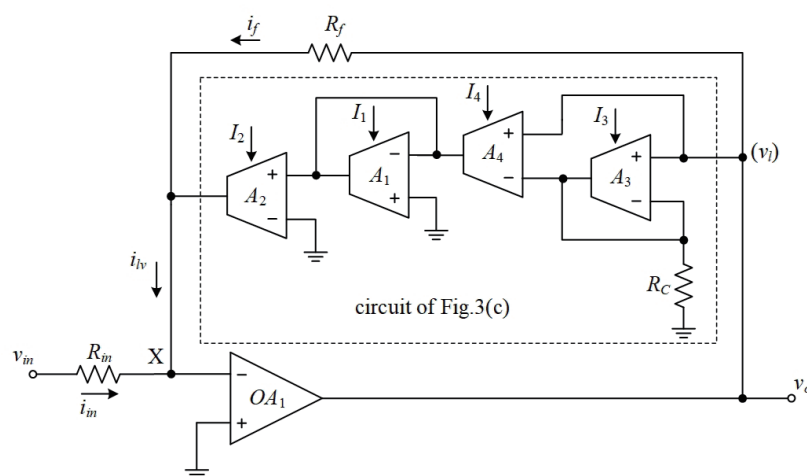 i_f
R_f
I_4
I_3
I_2
I_1
+
+
(v_l)
+
−
A_4
A_2
A_1
A_3
−
+
−
−
i_lv
R_C
circuit of Fig.3(c)
v_in
R_in
X
−
v_o
i_in
OA_1
+